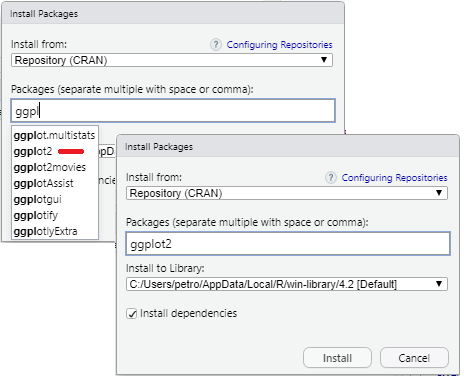 Install Packages
Install from:
? Configuring Repositories
Repository (CRAN)
Packages (separate multiple with space or comma):
ggpl
ggplot.multistats
ggplot2
ggplot2movies
ggplotAssist
ggplotgui
ggplotify
ggplotlyExtra
Install Packages
Install from:
? Configuring Repositories
Repository (CRAN)
Packages (separate multiple with space or comma):
ggplot2
Install to Library:
C:/Users/petro/AppData/Local/R/win-library/4.2 [Default]
Install dependencies
Install
Cancel